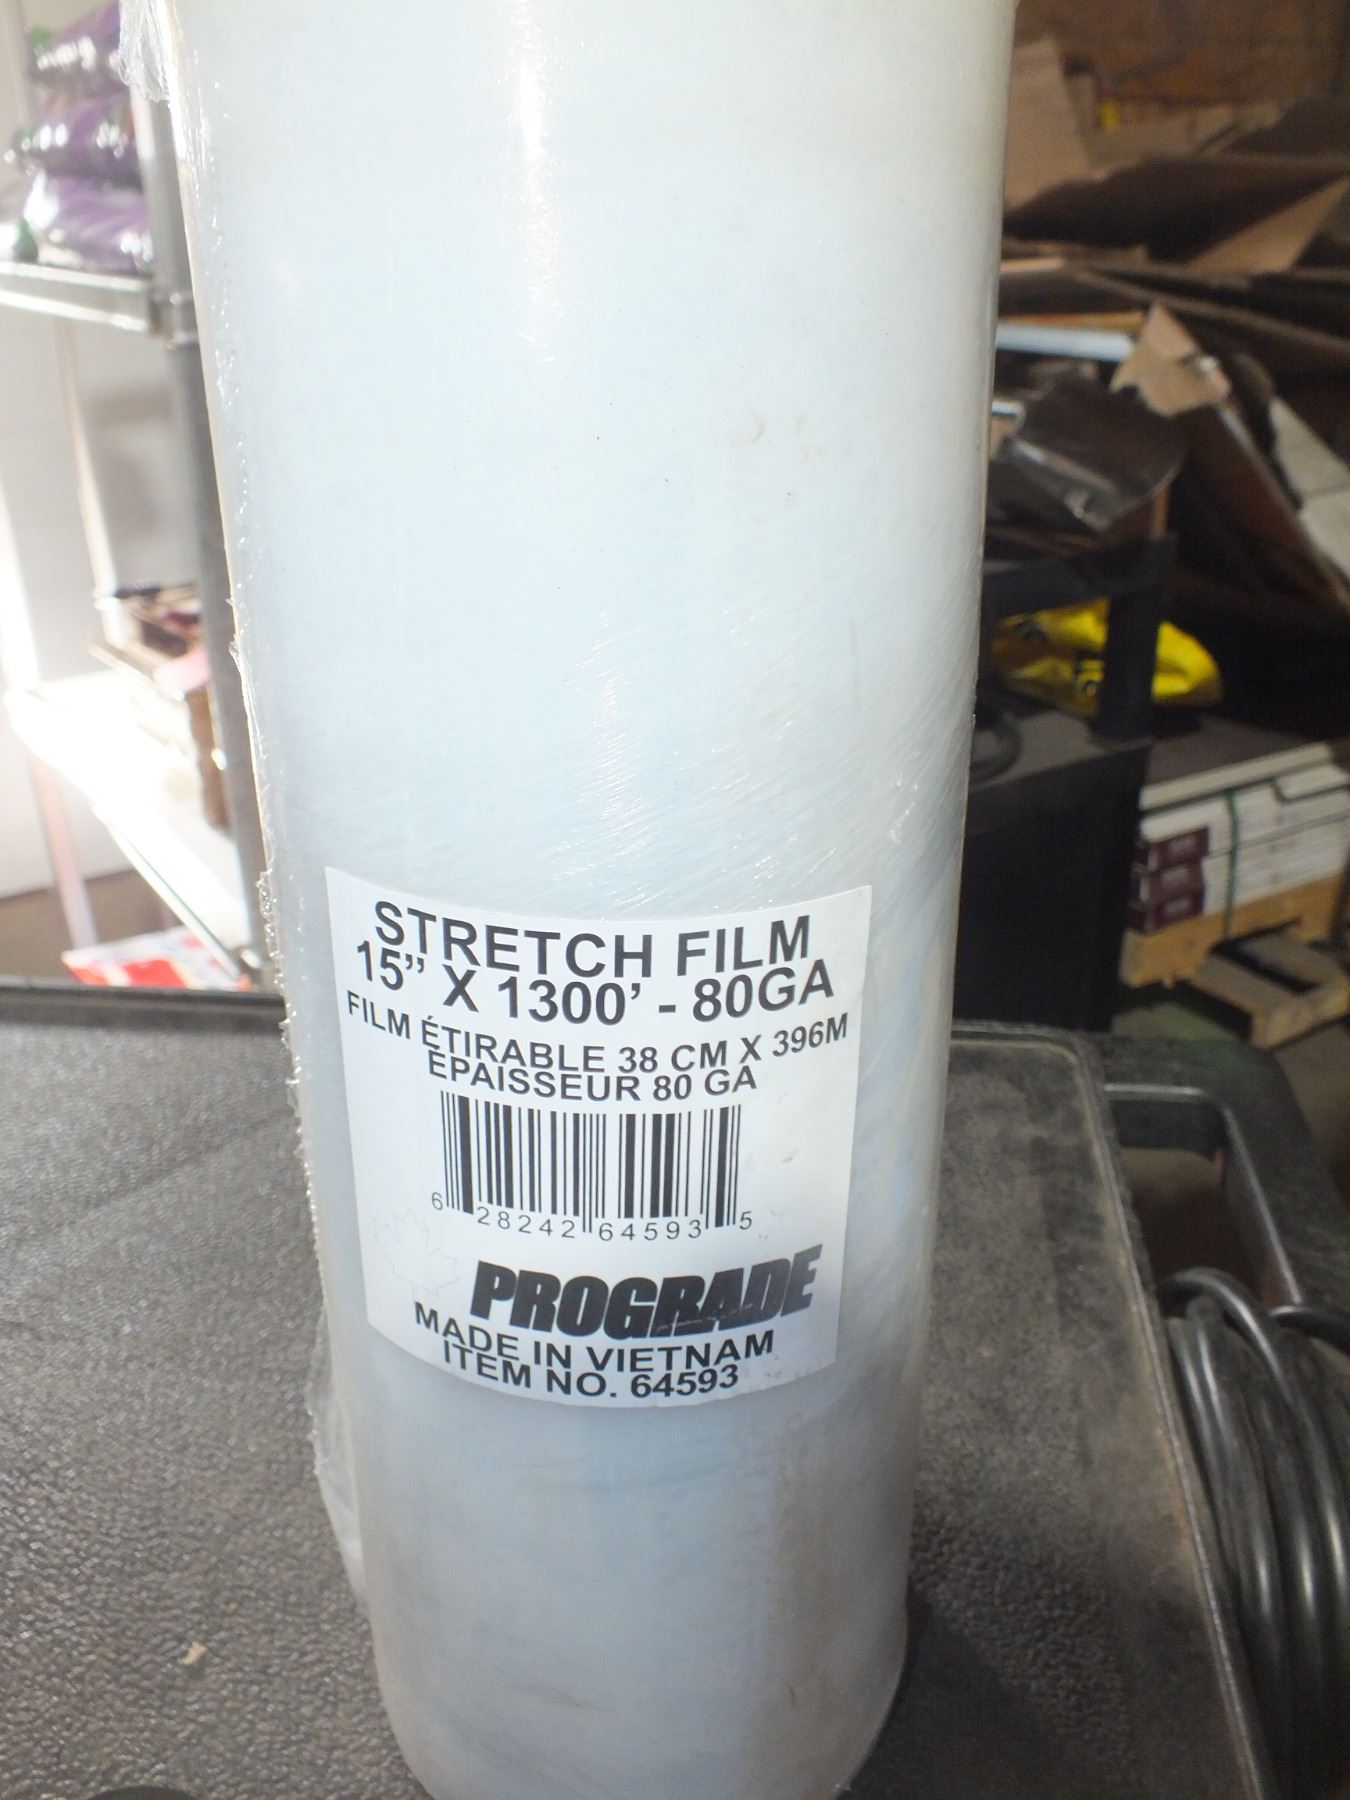 STRETCH FILM
15” X 1300’ - 80GA
FILM ÉTIRABLE 38 CM X 396M
ÉPAISSEUR 80 GA
6 28242 64593 5
PROGRADE
MADE IN VIETNAM
ITEM NO. 64593